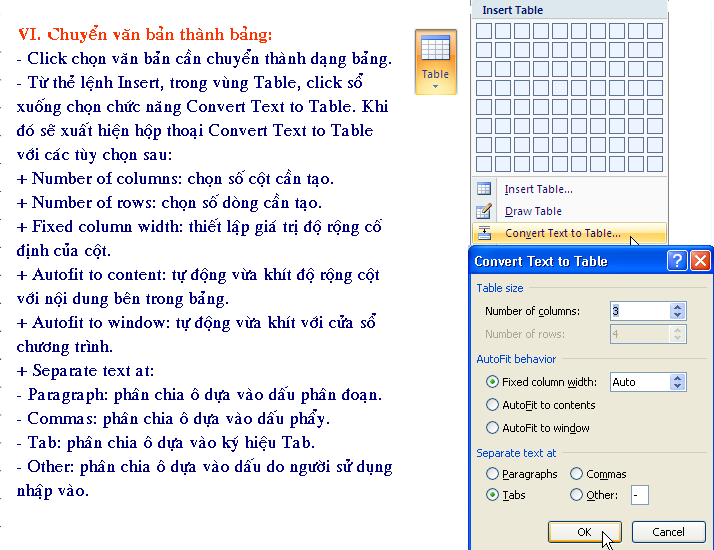 VI. Chuyển văn bản thành bảng:
- Click chọn văn bản cần chuyển thành dạng bảng.
- Từ thẻ lệnh Insert, trong vùng Table, click sổ
xuống chọn chức năng Convert Text to Table. Khi
đó sẽ xuất hiện hộp thoại Convert Text to Table
với các tùy chọn sau:
+ Number of columns: chọn số cột cần tạo.
+ Number of rows: chọn số dòng cần tạo.
+ Fixed column width: thiết lập giá trị độ rộng cố
định của cột.
+ Autofit to content: tự động vừa khít độ rộng cột
với nội dung bên trong bảng.
+ Autofit to window: tự động vừa khít với cửa sổ
chương trình.
+ Separate text at:
- Paragraph: phân chia ô dựa vào dấu phân đoạn.
- Commas: phân chia ô dựa vào dấu phẩy.
- Tab: phân chia ô dựa vào ký hiệu Tab.
- Other: phân chia ô dựa vào dấu do người sử dụng
nhập vào.
Table
Insert Table
Insert Table...
Draw Table
Convert Text to Table...
Convert Text to Table
Table size
Number of columns: 3
Number of rows: 4
AutoFit behavior
Fixed column width: Auto
AutoFit to contents
AutoFit to window
Separate text at
Paragraphs Commas
Tabs Other: -
OK Cancel